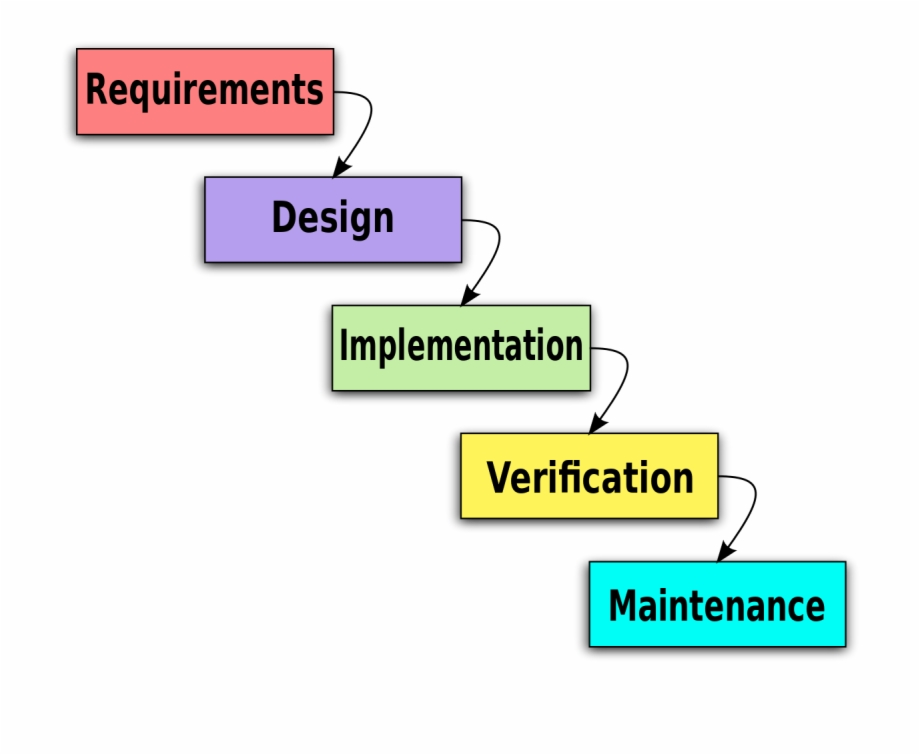 Requirements
Design
Implementation
Verification
Maintenance